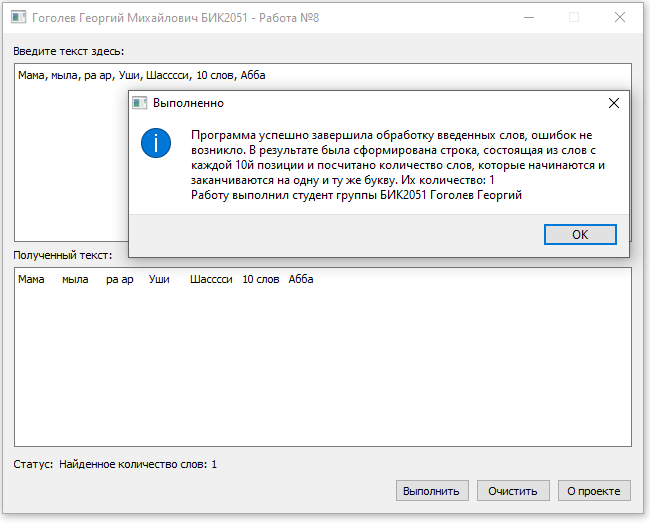 Гоголев Георгий Михайлович БИК2051 - Работа №8
Введите текст здесь:
Мама, мыла, ра ар, Уши, Шасссси, 10 слов, Абба
Выполненно
Программа успешно завершила обработку введенных слов, ошибок не
возникло. В результате была сформирована строка, состоящая из слов с
каждой 10й позиции и посчитано количество слов, которые начинаются и
заканчиваются на одну и ту же букву. Их количество: 1
Работу выполнил студент группы БИК2051 Гоголев Георгий
OK
Полученный текст:
Мама мыла ра ар Уши Шасссси 10 слов Абба
Статус: Найденное количество слов: 1
Выполнить Очистить О проекте